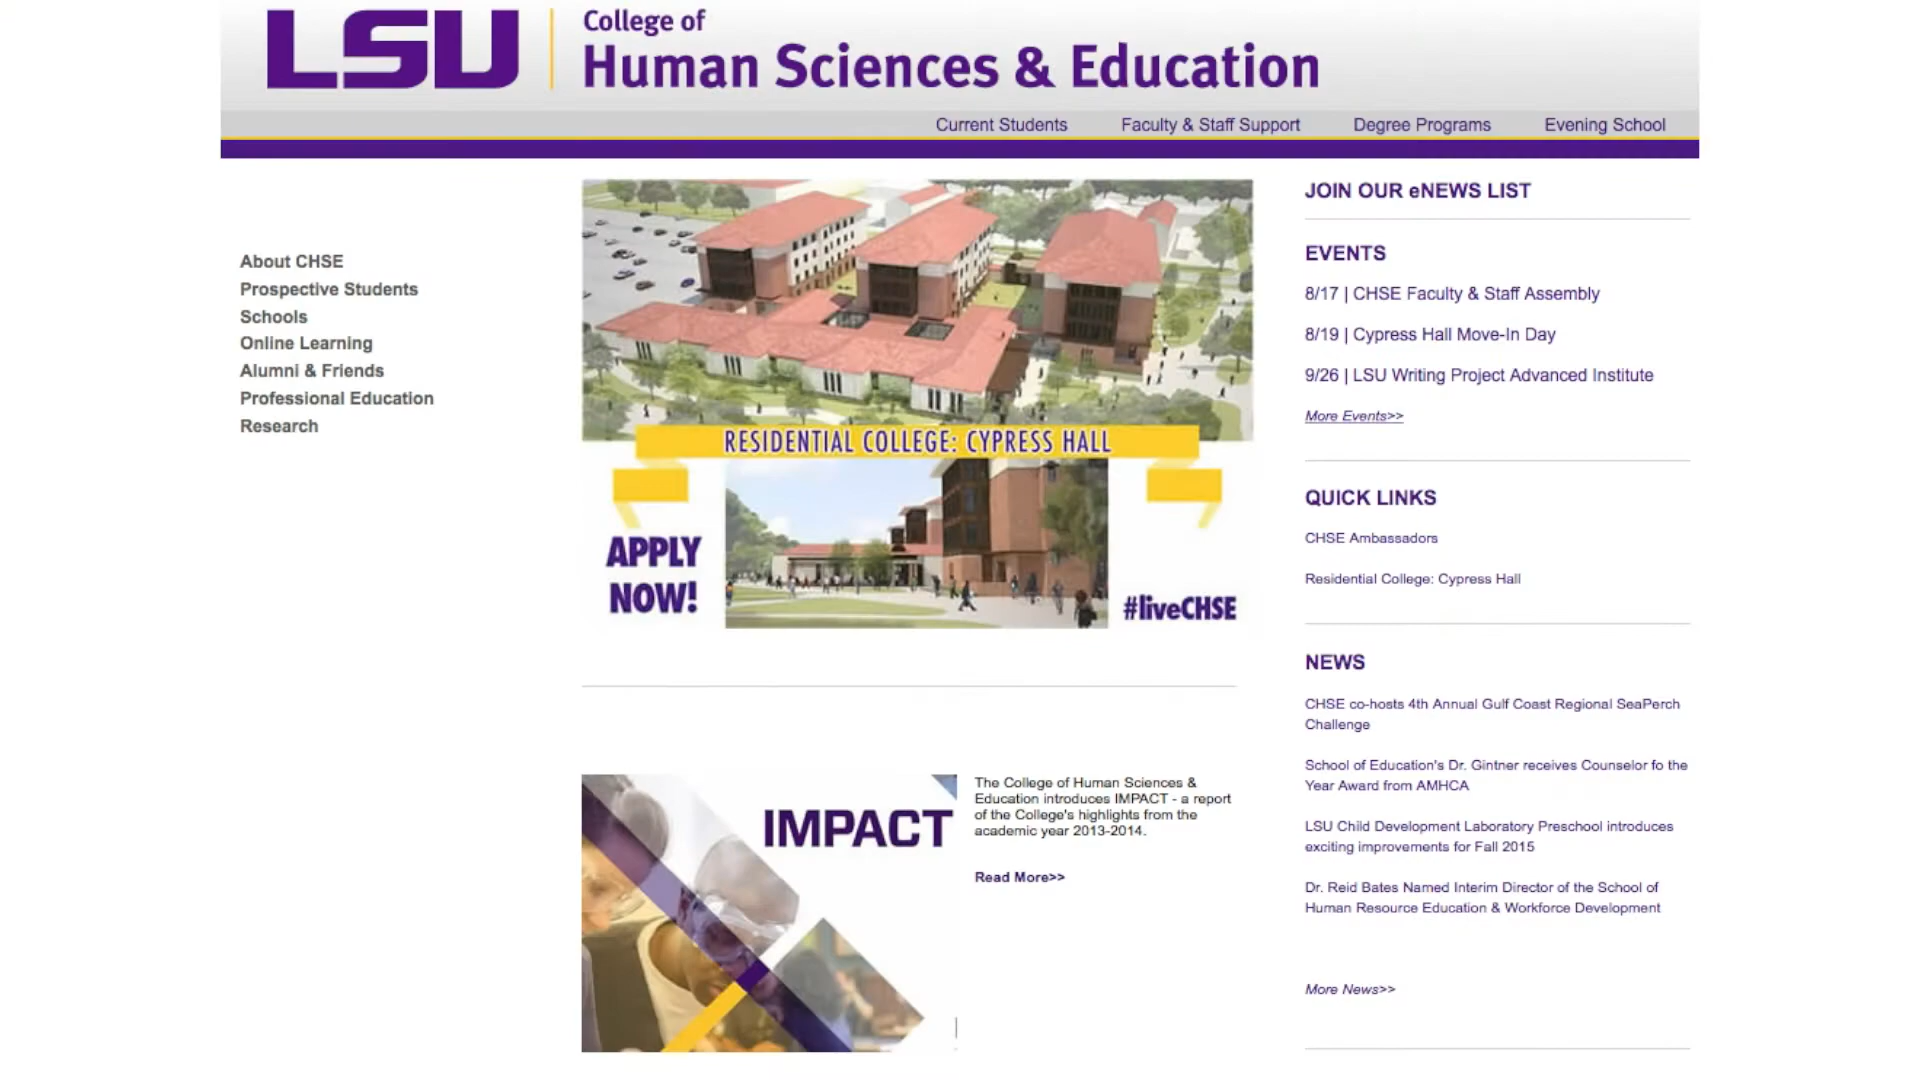 LSU
College of
Human Sciences & Education
Current Students
Faculty & Staff Support
Degree Programs
Evening School
About CHSE
Prospective Students
Schools
Online Learning
Alumni & Friends
Professional Education
Research
RESIDENTIAL COLLEGE: CYPRESS HALL
APPLY
NOW!
#liveCHSE
IMPACT
The College of Human Sciences &
Education introduces IMPACT - a report
of the College's highlights from the
academic year 2013-2014.
Read More>>
JOIN OUR eNEWS LIST
EVENTS
8/17 | CHSE Faculty & Staff Assembly
8/19 | Cypress Hall Move-In Day
9/26 | LSU Writing Project Advanced Institute
More Events>>
QUICK LINKS
CHSE Ambassadors
Residential College: Cypress Hall
NEWS
CHSE co-hosts 4th Annual Gulf Coast Regional SeaPerch
Challenge
School of Education's Dr. Gintner receives Counselor fo the
Year Award from AMHCA
LSU Child Development Laboratory Preschool introduces
exciting improvements for Fall 2015
Dr. Reid Bates Named Interim Director of the School of
Human Resource Education & Workforce Development
More News>>